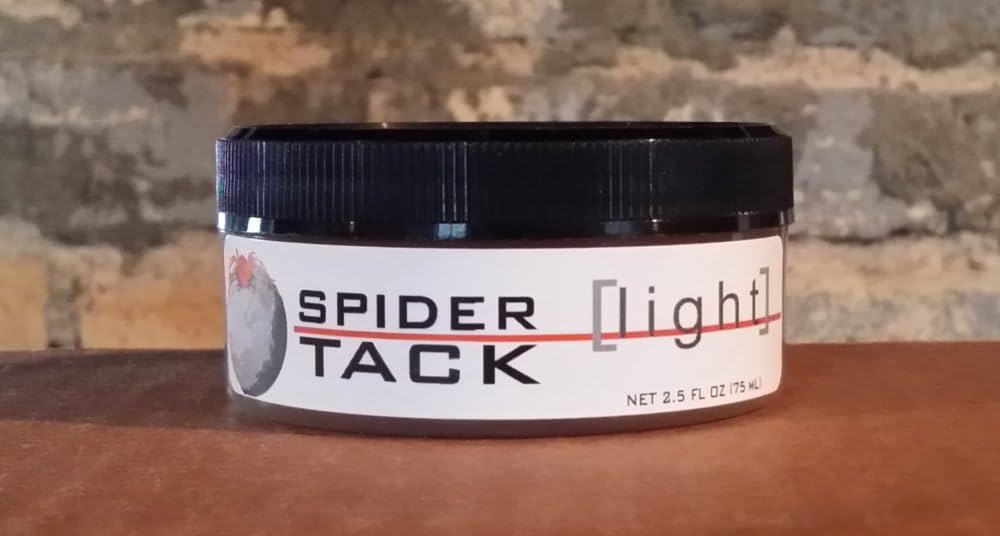 SPIDER
TACK
[light]
NET 2.5 FL OZ (75 ML)